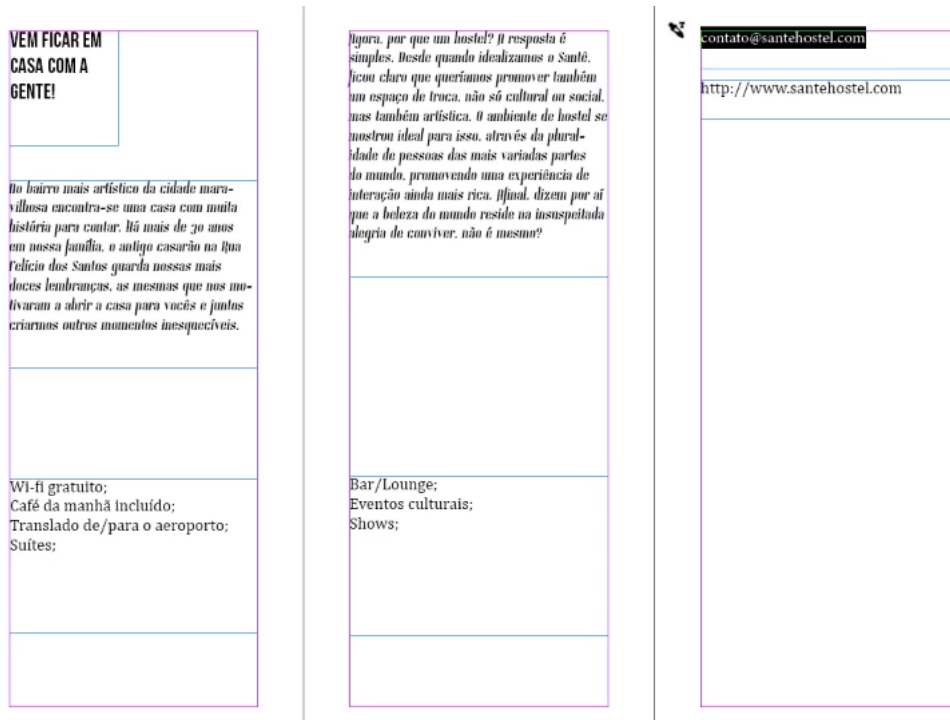 VEM FICAR EM
CASA COM A
GENTE!
No bairro mais artístico da cidade mara-
vilhosa encontra-se uma casa com muita
história para contar. Há mais de 30 anos
em nossa família, o antigo casarão na Rua
Felício dos Santos guarda nossas mais
doces lembranças, as mesmas que nos mo-
tivaram a abrir a casa para vocês e juntos
criarmos outros momentos inesquecíveis.
Wi-fi gratuito;
Café da manhã incluído;
Translado de/para o aeroporto;
Suítes;
Agora, por que um hostel? A resposta é
simples. Desde quando idealizamos o Santê,
ficou claro que queríamos promover também
um espaço de troca, não só cultural ou social,
mas também artística. O ambiente de hostel se
mostrou ideal para isso, através da plural-
idade de pessoas das mais variadas partes
do mundo, promovendo uma experiência de
interação ainda mais rica. Afinal, dizem por aí
que a beleza do mundo reside na insuspeitada
alegria de conviver, não é mesmo?
Bar/Lounge;
Eventos culturais;
Shows;
contato@santehostel.com
http://www.santehostel.com